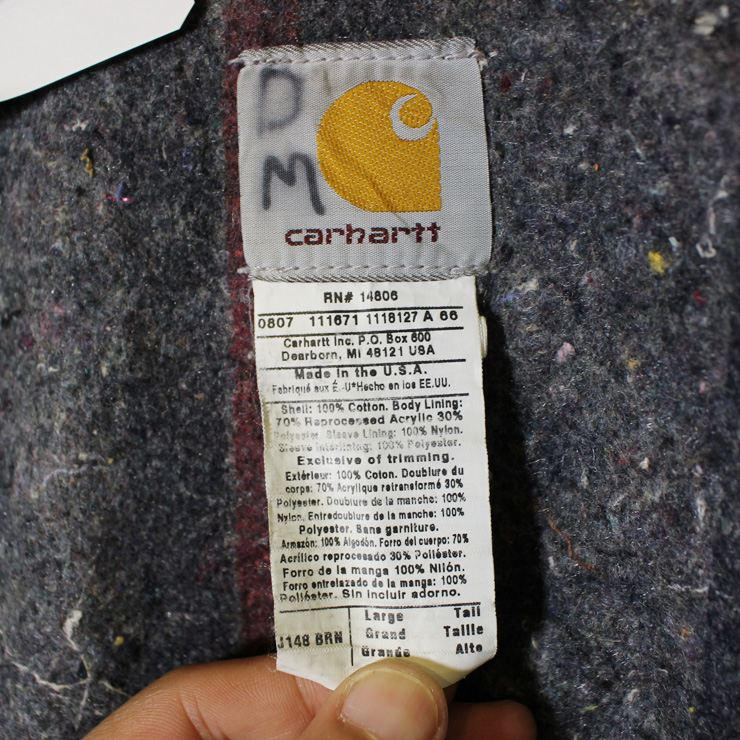 D
M
carhartt
RN# 14806
0807 111671 1116127 A 66
Carhartt Inc. P.O. Box 600
Dearborn, MI 48121 USA
Made in the U.S.A.
Fabriqué aux É.-U*Hecho en los EE.UU.
Shell: 100% Cotton. Body Lining:
70% Reprocessed Acrylic 30%
Polyester. Sleeve Lining: 100% Nylon.
Sleeve Interlining: 100% Polyester.
Exclusive of trimming.
Extérieur: 100% Coton. Doublure du
corps: 70% Acrylique retransformé 30%
Polyester. Doublure de la manche: 100%
Nylon. Entredoublure de la manche: 100%
Polyester. Sans garniture.
Armazón: 100% Algodón. Forro del cuerpo: 70%
Acrílico reprocesado 30% Poliéster.
Forro de la manga 100% Nilón.
Forro entrelazado de la manga: 100%
Poliéster. Sin incluir adorno.
J148 BRN
Large Tall
Grand Taille
Grande Alto